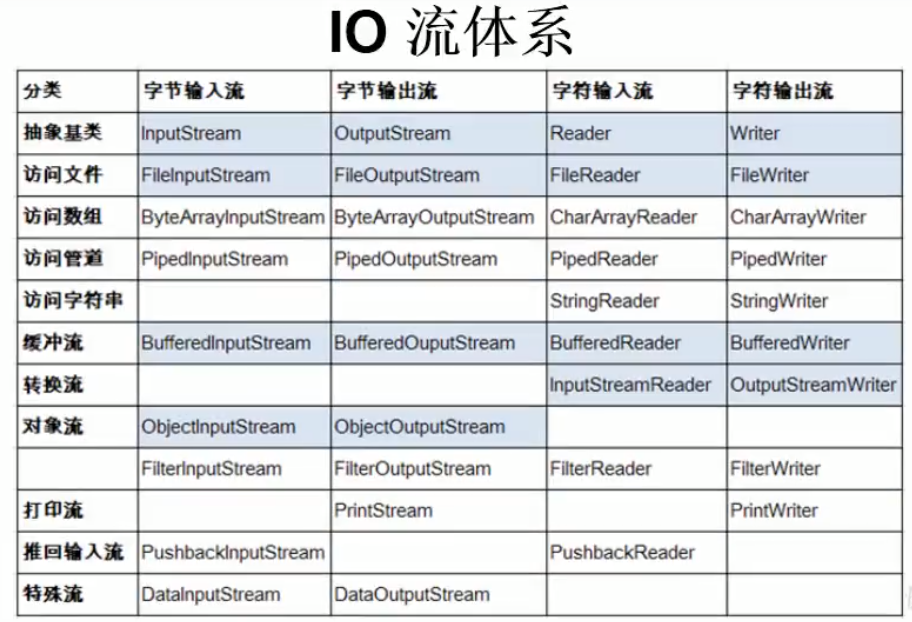 IO 流体系
分类 字节输入流 字节输出流 字符输入流 字符输出流
抽象基类 InputStream OutputStream Reader Writer
访问文件 FileInputStream FileOutputStream FileReader FileWriter
访问数组 ByteArrayInputStream ByteArrayOutputStream CharArrayReader CharArrayWriter
访问管道 PipedInputStream PipedOutputStream PipedReader PipedWriter
访问字符串 StringReader StringWriter
缓冲流 BufferedInputStream BufferedOuputStream BufferedReader BufferedWriter
转换流 InputStreamReader OutputStreamWriter
对象流 ObjectInputStream ObjectOutputStream
FilterInputStream FilterOutputStream FilterReader FilterWriter
打印流 PrintStream PrintWriter
推回输入流 PushbackInputStream PushbackReader
特殊流 DataInputStream DataOutputStream